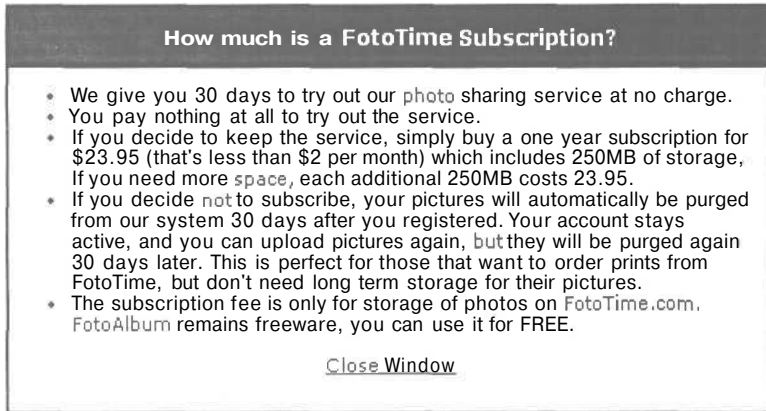 How much is a FotoTime Subscription?
We give you 30 days to try out our photo sharing service at no charge.
You pay nothing at all to try out the service.
If you decide to keep the service, simply buy a one year subscription for
$23.95 (that's less than $2 per month) which includes 250MB of storage,
If you need more space, each additional 250MB costs 23.95.
If you decide not to subscribe, your pictures will automatically be purged
from our system 30 days after you registered. Your account stays
active, and you can upload pictures again, but they will be purged again
30 days later. This is perfect for those that want to order prints from
FotoTime, but don't need long term storage for their pictures.
The subscription fee is only for storage of photos on FotoTime.com.
FotoAlbum remains freeware, you can use it for FREE.
Close Window